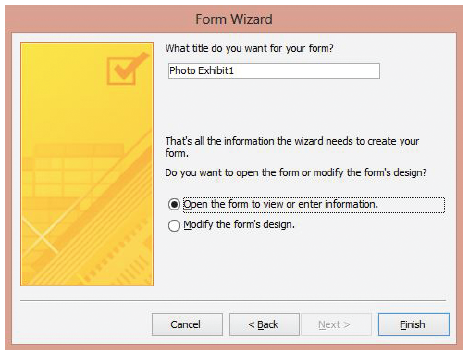 Form Wizard
What title do you want for your form?
Photo Exhibit1
That's all the information the wizard needs to create your
form.
Do you want to open the form or modify the form's design?
Open the form to view or enter information.
Modify the form's design.
Cancel
< Back
Next >
Finish